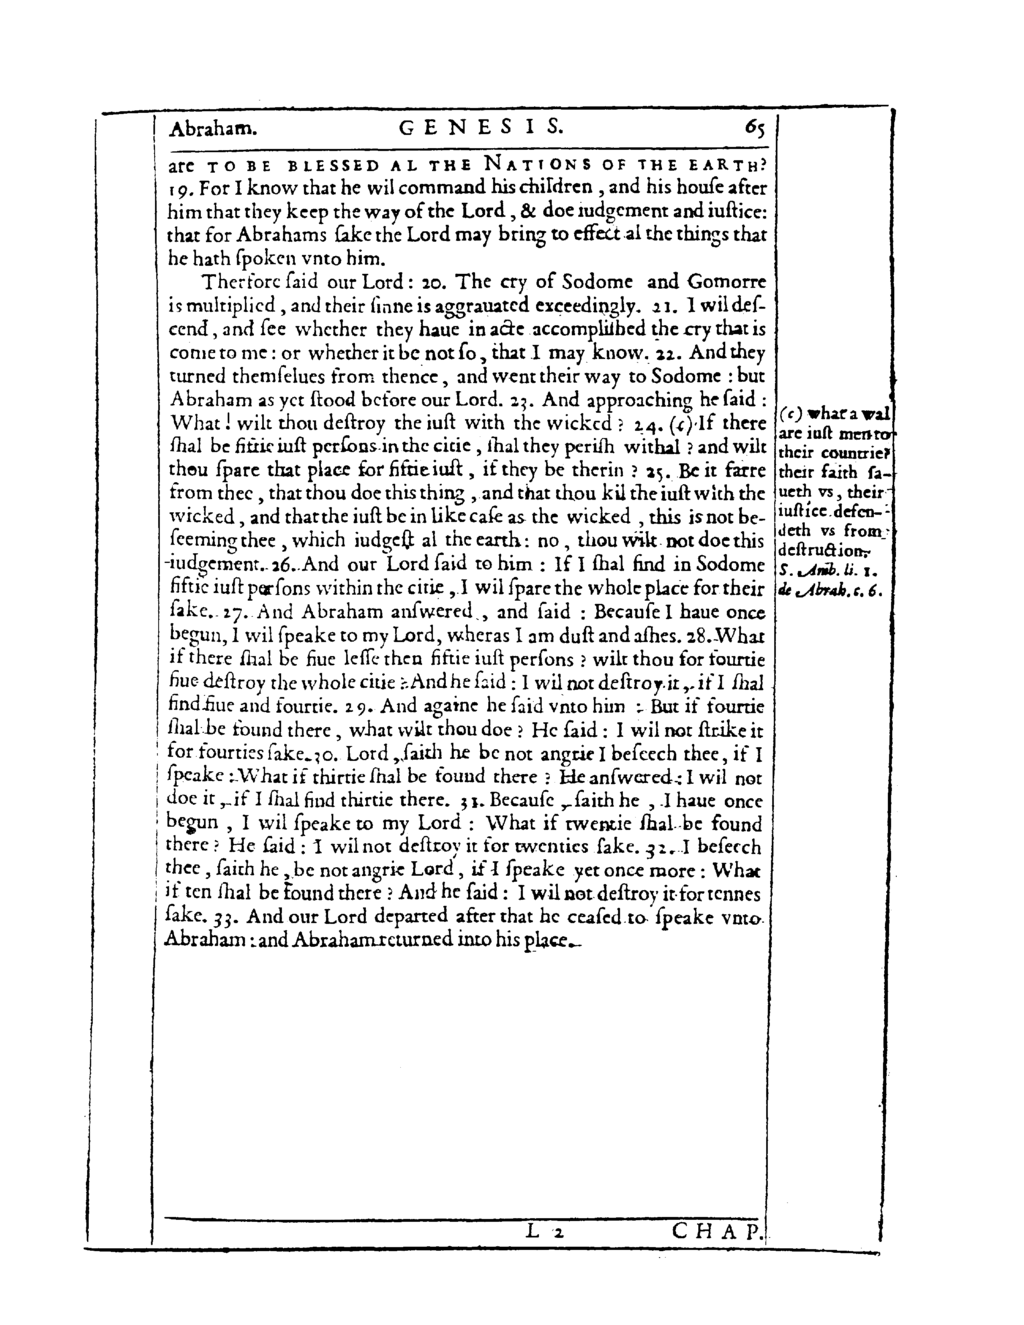 Abraham. GENESIS. 65
are TO BE BLESSED AL THE NATIONS OF THE EARTH?
19. For I know that he wil command his children , and his houſe after
him that they keep the way of the Lord , & doe iudgement and iuſtice:
that for Abrahams ſake the Lord may bring to effect al the things that
he hath ſpoken vnto him.
Therfore ſaid our Lord : 20. The cry of Sodome and Gomorre
is multiplied , and their ſinne is aggrauated exceedingly. 21. I wil deſ-
cend , and ſee whether they haue in acte accompliſhed the cry that is
come to me : or whether it be not ſo , that I may know. 22. And they
turned themſelues from thence , and went their way to Sodome : but
Abraham as yet ſtood before our Lord. 23. And approaching he ſaid :
What ! wilt thou deſtroy the iuſt with the wicked ? 24. (c) If there
ſhal be fiftie iuſt perſons in the citie , ſhal they periſh withal ? and wilt
thou ſpare that place for fiftie iuſt , if they be therin ? 25. Be it farre
from thee , that thou doe this thing , and that thou kil the iuſt with the
wicked , and that the iuſt be in like caſe as the wicked , this is not be-
ſeeming thee , which iudgeſt al the earth : no , thou wilt not doe this
iudgement. 26. And our Lord ſaid to him : If I ſhal find in Sodome
fiftie iuſt perſons within the citie , I wil ſpare the whole place for their
ſake. 27. And Abraham anſwered , and ſaid : Becauſe I haue once
begun, I wil ſpeake to my Lord, wheras I am duſt and aſhes. 28. What
if there ſhal be fiue leſſe then fiftie iuſt perſons ? wilt thou for fourtie
fiue deſtroy the whole citie ? And he ſaid : I wil not deſtroy it , if I ſhal
find fiue and fourtie. 29. And againe he ſaid vnto him : But if fourtie
ſhal be found there , what wilt thou doe ? He ſaid : I wil not ſtrike it
for fourties ſake. 30. Lord , ſaith he be not angrie I beſeech thee, if I
ſpeake : What if thirtie ſhal be found there ? He anſwered : I wil not
doe it , if I ſhal find thirtie there. 31. Becauſe , ſaith he , I haue once
begun , I wil ſpeake to my Lord : What if twentie ſhal be found
there ? He ſaid : I wil not deſtroy it for twenties ſake. 32. I beſeech
thee , ſaith he , be not angrie Lord , if I ſpeake yet once more : What
if ten ſhal be found there ? And he ſaid : I wil not deſtroy it for tennes
ſake. 33. And our Lord departed after that he ceaſed to ſpeake vnto
Abraham : and Abraham returned into his place.
(c) what a wal
are iuſt men to
their countrie?
their faith ſa-
ueth vs , their
iuſtice defen-
deth vs from
deſtruction.
S. Amb. li. 1.
de Abrah. c. 6.
L 2 CHAP.